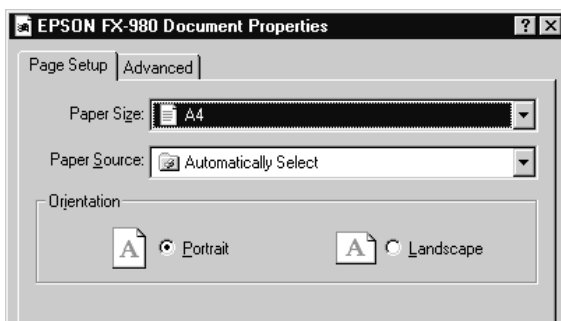 EPSON FX-980 Document Properties ? X
Page Setup Advanced
Paper Size: A4
Paper Source: Automatically Select
Orientation
A Portrait A Landscape